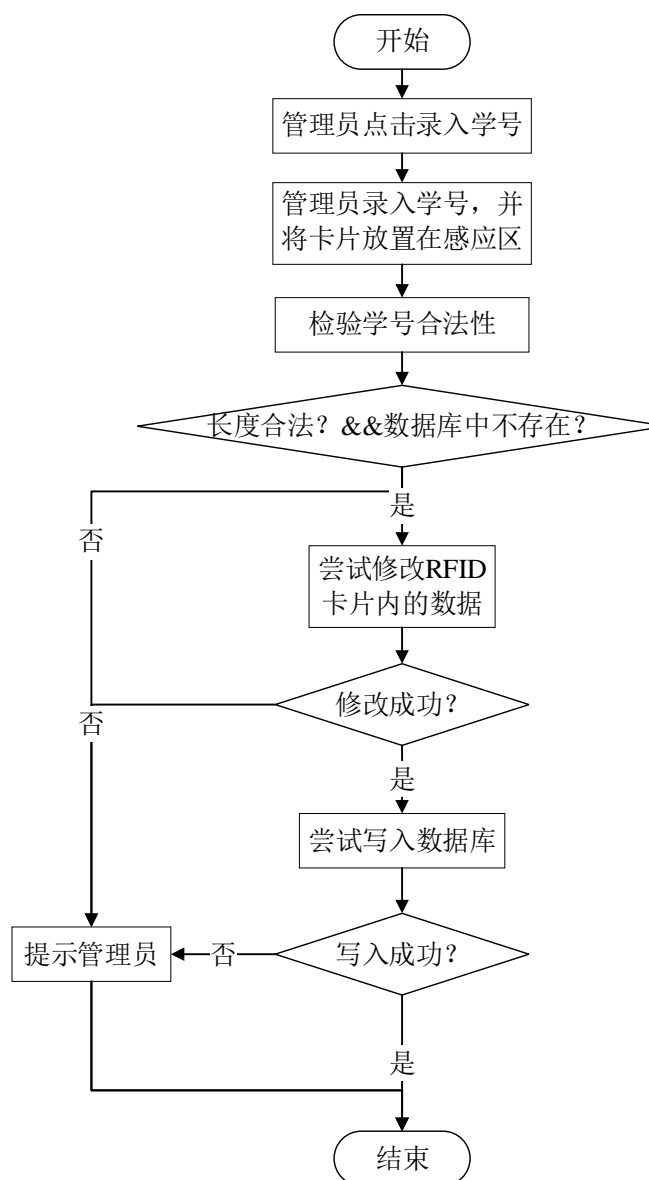 开始
管理员点击录入学号
管理员录入学号，并
将卡片放置在感应区
检验学号合法性
长度合法？&&数据库中不存在？
是
否
尝试修改RFID
卡片内的数据
修改成功？
否
是
尝试写入数据库
提示管理员
否
写入成功？
是
结束